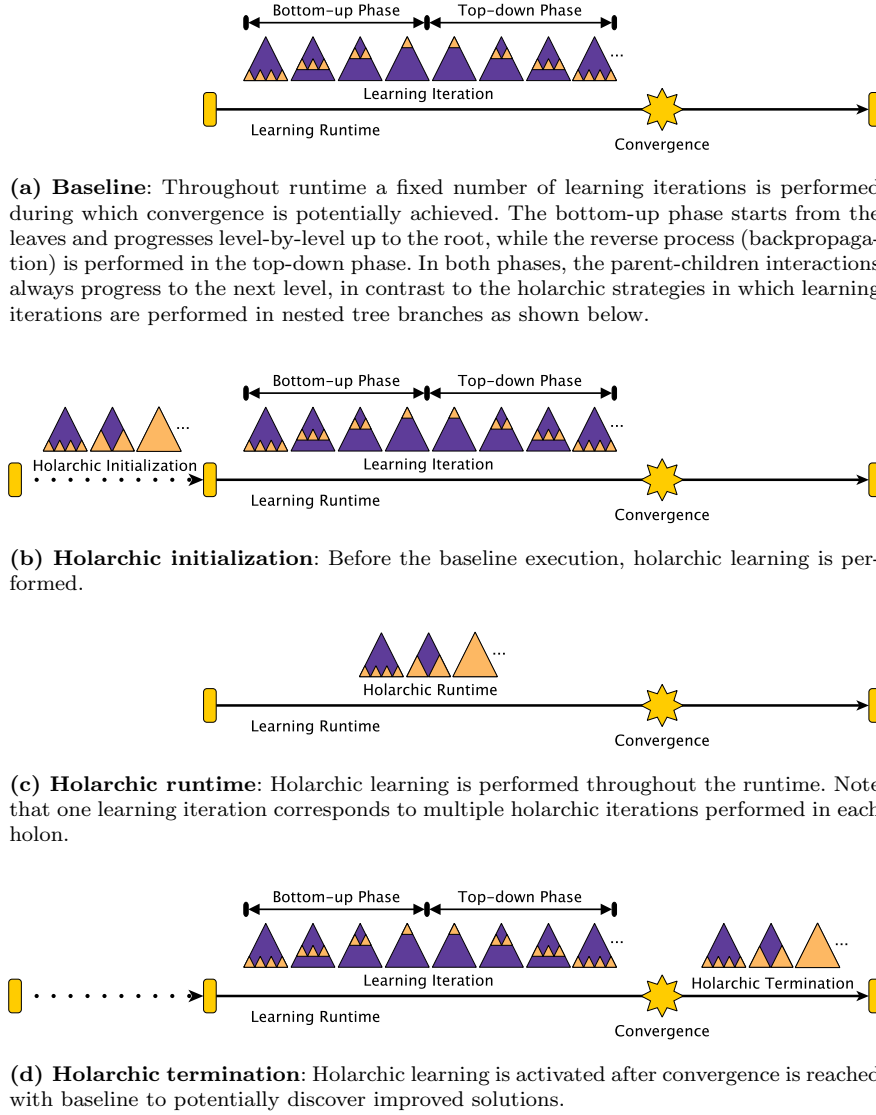 Bottom-up Phase Top-down Phase
...
Learning Iteration
Learning Runtime
Convergence
(a) Baseline: Throughout runtime a fixed number of learning iterations is performed
during which convergence is potentially achieved. The bottom-up phase starts from the
leaves and progresses level-by-level up to the root, while the reverse process (backpropaga-
tion) is performed in the top-down phase. In both phases, the parent-children interactions
always progress to the next level, in contrast to the holarchic strategies in which learning
iterations are performed in nested tree branches as shown below.
Bottom-up Phase Top-down Phase
... ...
Holarchic Initialization Learning Iteration
Learning Runtime
Convergence
(b) Holarchic initialization: Before the baseline execution, holarchic learning is per-
formed.
...
Holarchic Runtime
Learning Runtime
Convergence
(c) Holarchic runtime: Holarchic learning is performed throughout the runtime. Note
that one learning iteration corresponds to multiple holarchic iterations performed in each
holon.
Bottom-up Phase Top-down Phase
... ...
Learning Iteration Holarchic Termination
Learning Runtime
Convergence
(d) Holarchic termination: Holarchic learning is activated after convergence is reached
with baseline to potentially discover improved solutions.